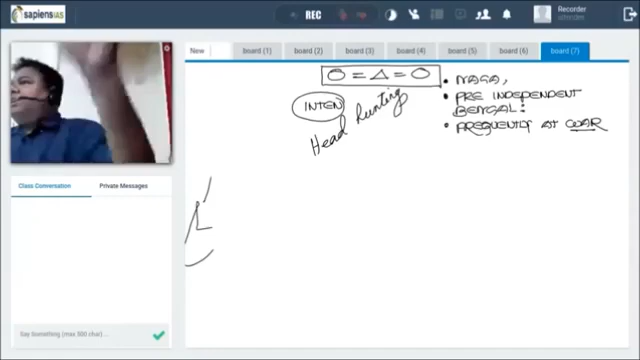 sapiensIAS
REC
Recorder
attendee
New
board (1)
board (2)
board (3)
board (4)
board (5)
board (6)
board (7)
O = Δ = O
INTEN
Head Hunting
• NAGA,
• PRE INDEPENDENT
BENGAL:
• FREQUENTLY AT WAR
Class Conversation
Private Messages
Say Something (max 500 char)...